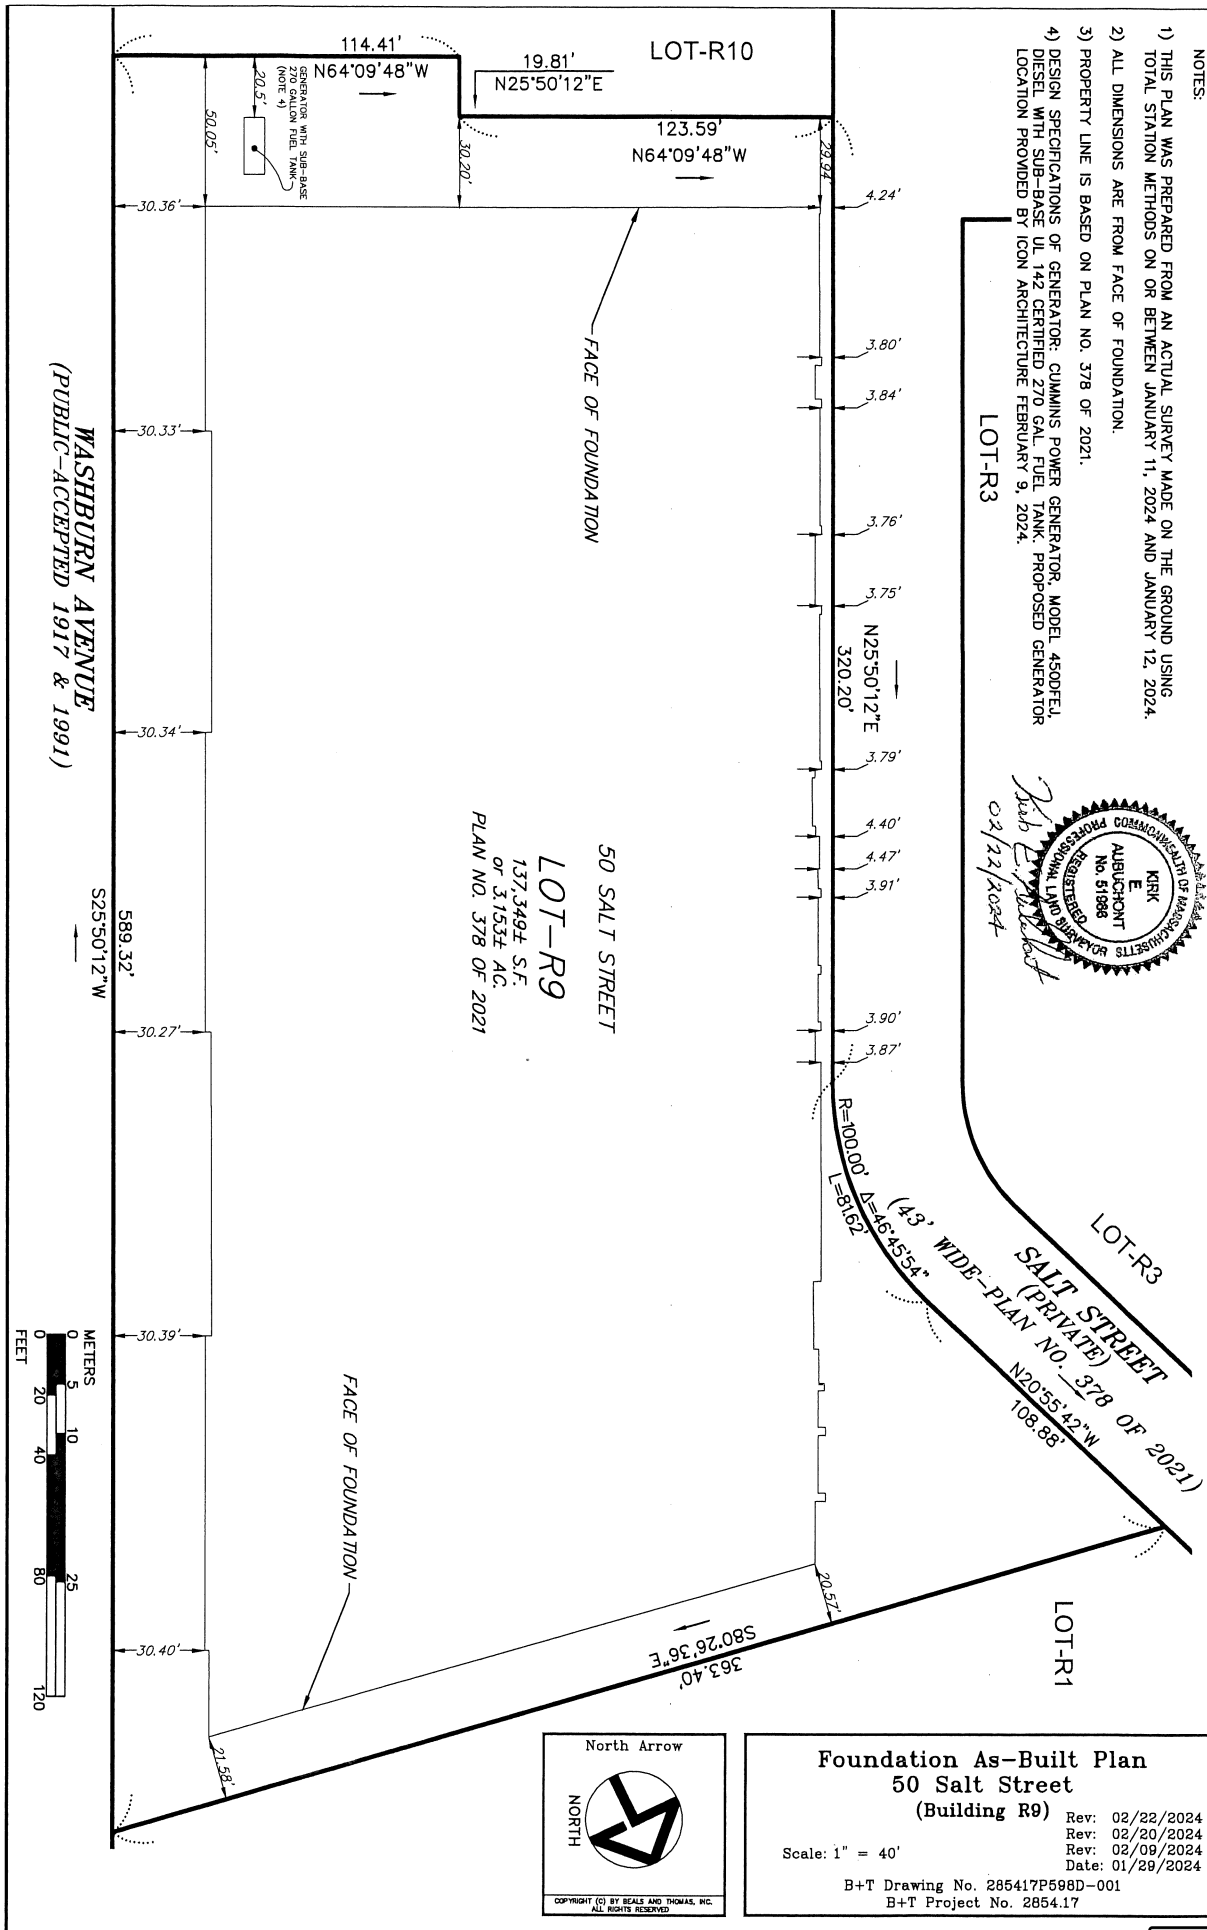 NOTES:
1) THIS PLAN WAS PREPARED FROM AN ACTUAL SURVEY MADE ON THE GROUND USING
TOTAL STATION METHODS ON OR BETWEEN JANUARY 11, 2024 AND JANUARY 12, 2024.
2) ALL DIMENSIONS ARE FROM FACE OF FOUNDATION.
3) PROPERTY LINE IS BASED ON PLAN NO. 378 OF 2021.
4) DESIGN SPECIFICATIONS OF GENERATOR: CUMMINS POWER GENERATOR, MODEL 450DFEJ,
DIESEL WITH SUB-BASE UL 142 CERTIFIED 270 GAL. FUEL TANK. PROPOSED GENERATOR
LOCATION PROVIDED BY ICON ARCHITECTURE FEBRUARY 9, 2024.
COMMONWEALTH OF MASSACHUSETTS
KIRK
E
AUBUCHONT
No. 51986
REGISTERED
PROFESSIONAL LAND SURVEYOR
02/22/2024
LOT-R10
114.41'
N64°09'48"W
19.81'
N25°50'12"E
123.59'
N64°09'48"W
20.5'
50.05'
30.20'
29.94'
GENERATOR WITH SUB-BASE
270 GALLON FUEL TANK
(NOTE 4)
LOT-R3
LOT-R3
4.24'
3.80'
3.84'
3.76'
3.75'
N25°50'12"E
320.20'
3.79'
4.40'
4.47'
3.91'
3.90'
3.87'
R=100.00'
Δ=46°45'54"
L=81.62'
SALT STREET
(PRIVATE)
(43' WIDE-PLAN NO. 378 OF 2021)
N20°55'42"W
108.88'
LOT-R1
FACE OF FOUNDATION
50 SALT STREET
LOT-R9
137,349± S.F.
or 3.153± AC.
PLAN NO. 378 OF 2021
FACE OF FOUNDATION
20.57'
S80°26'36"E
363.40'
21.58'
30.36'
30.33'
30.34'
30.27'
30.39'
30.40'
589.32'
S25°50'12"W
WASHBURN AVENUE
(PUBLIC-ACCEPTED 1917 & 1991)
METERS
0 5 10 25
0 20 40 80 120
FEET
North Arrow
NORTH
COPYRIGHT (C) BY BEALS AND THOMAS, INC.
ALL RIGHTS RESERVED
Foundation As-Built Plan
50 Salt Street
(Building R9)
Rev: 02/22/2024
Rev: 02/20/2024
Rev: 02/09/2024
Date: 01/29/2024
Scale: 1" = 40'
B+T Drawing No. 285417P598D-001
B+T Project No. 2854.17